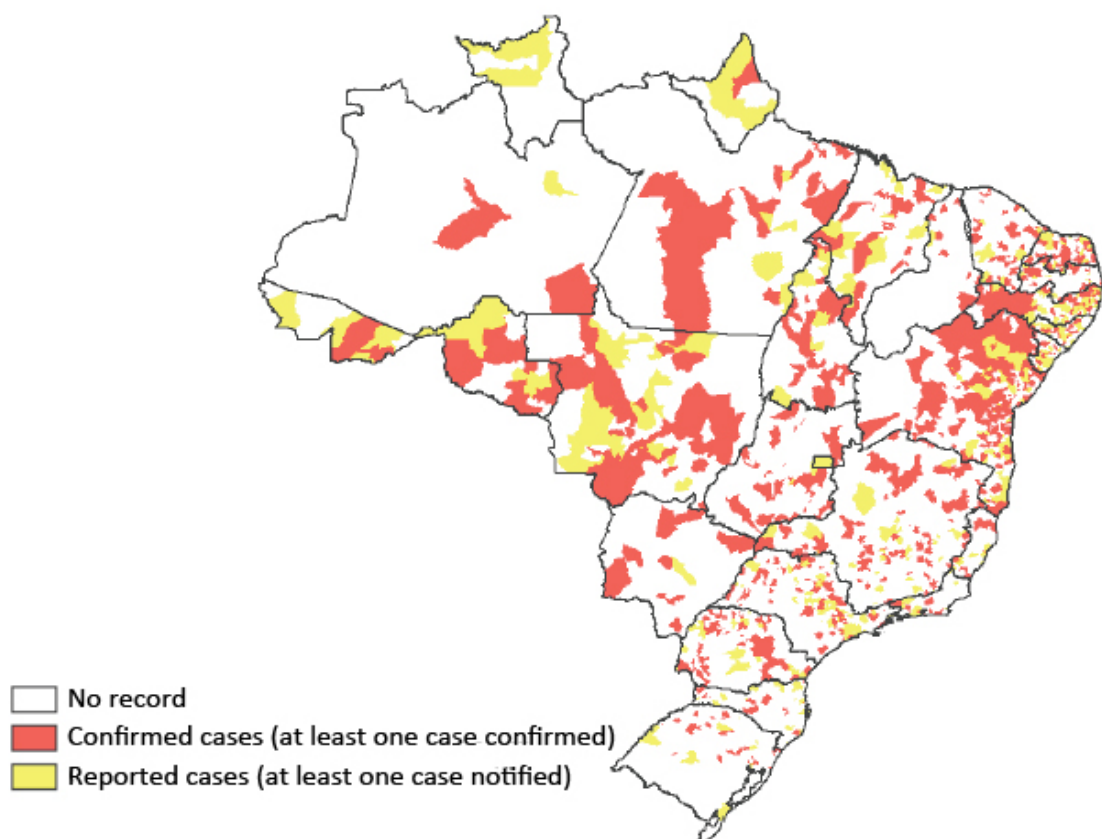 No record
Confirmed cases (at least one case confirmed)
Reported cases (at least one case notified)